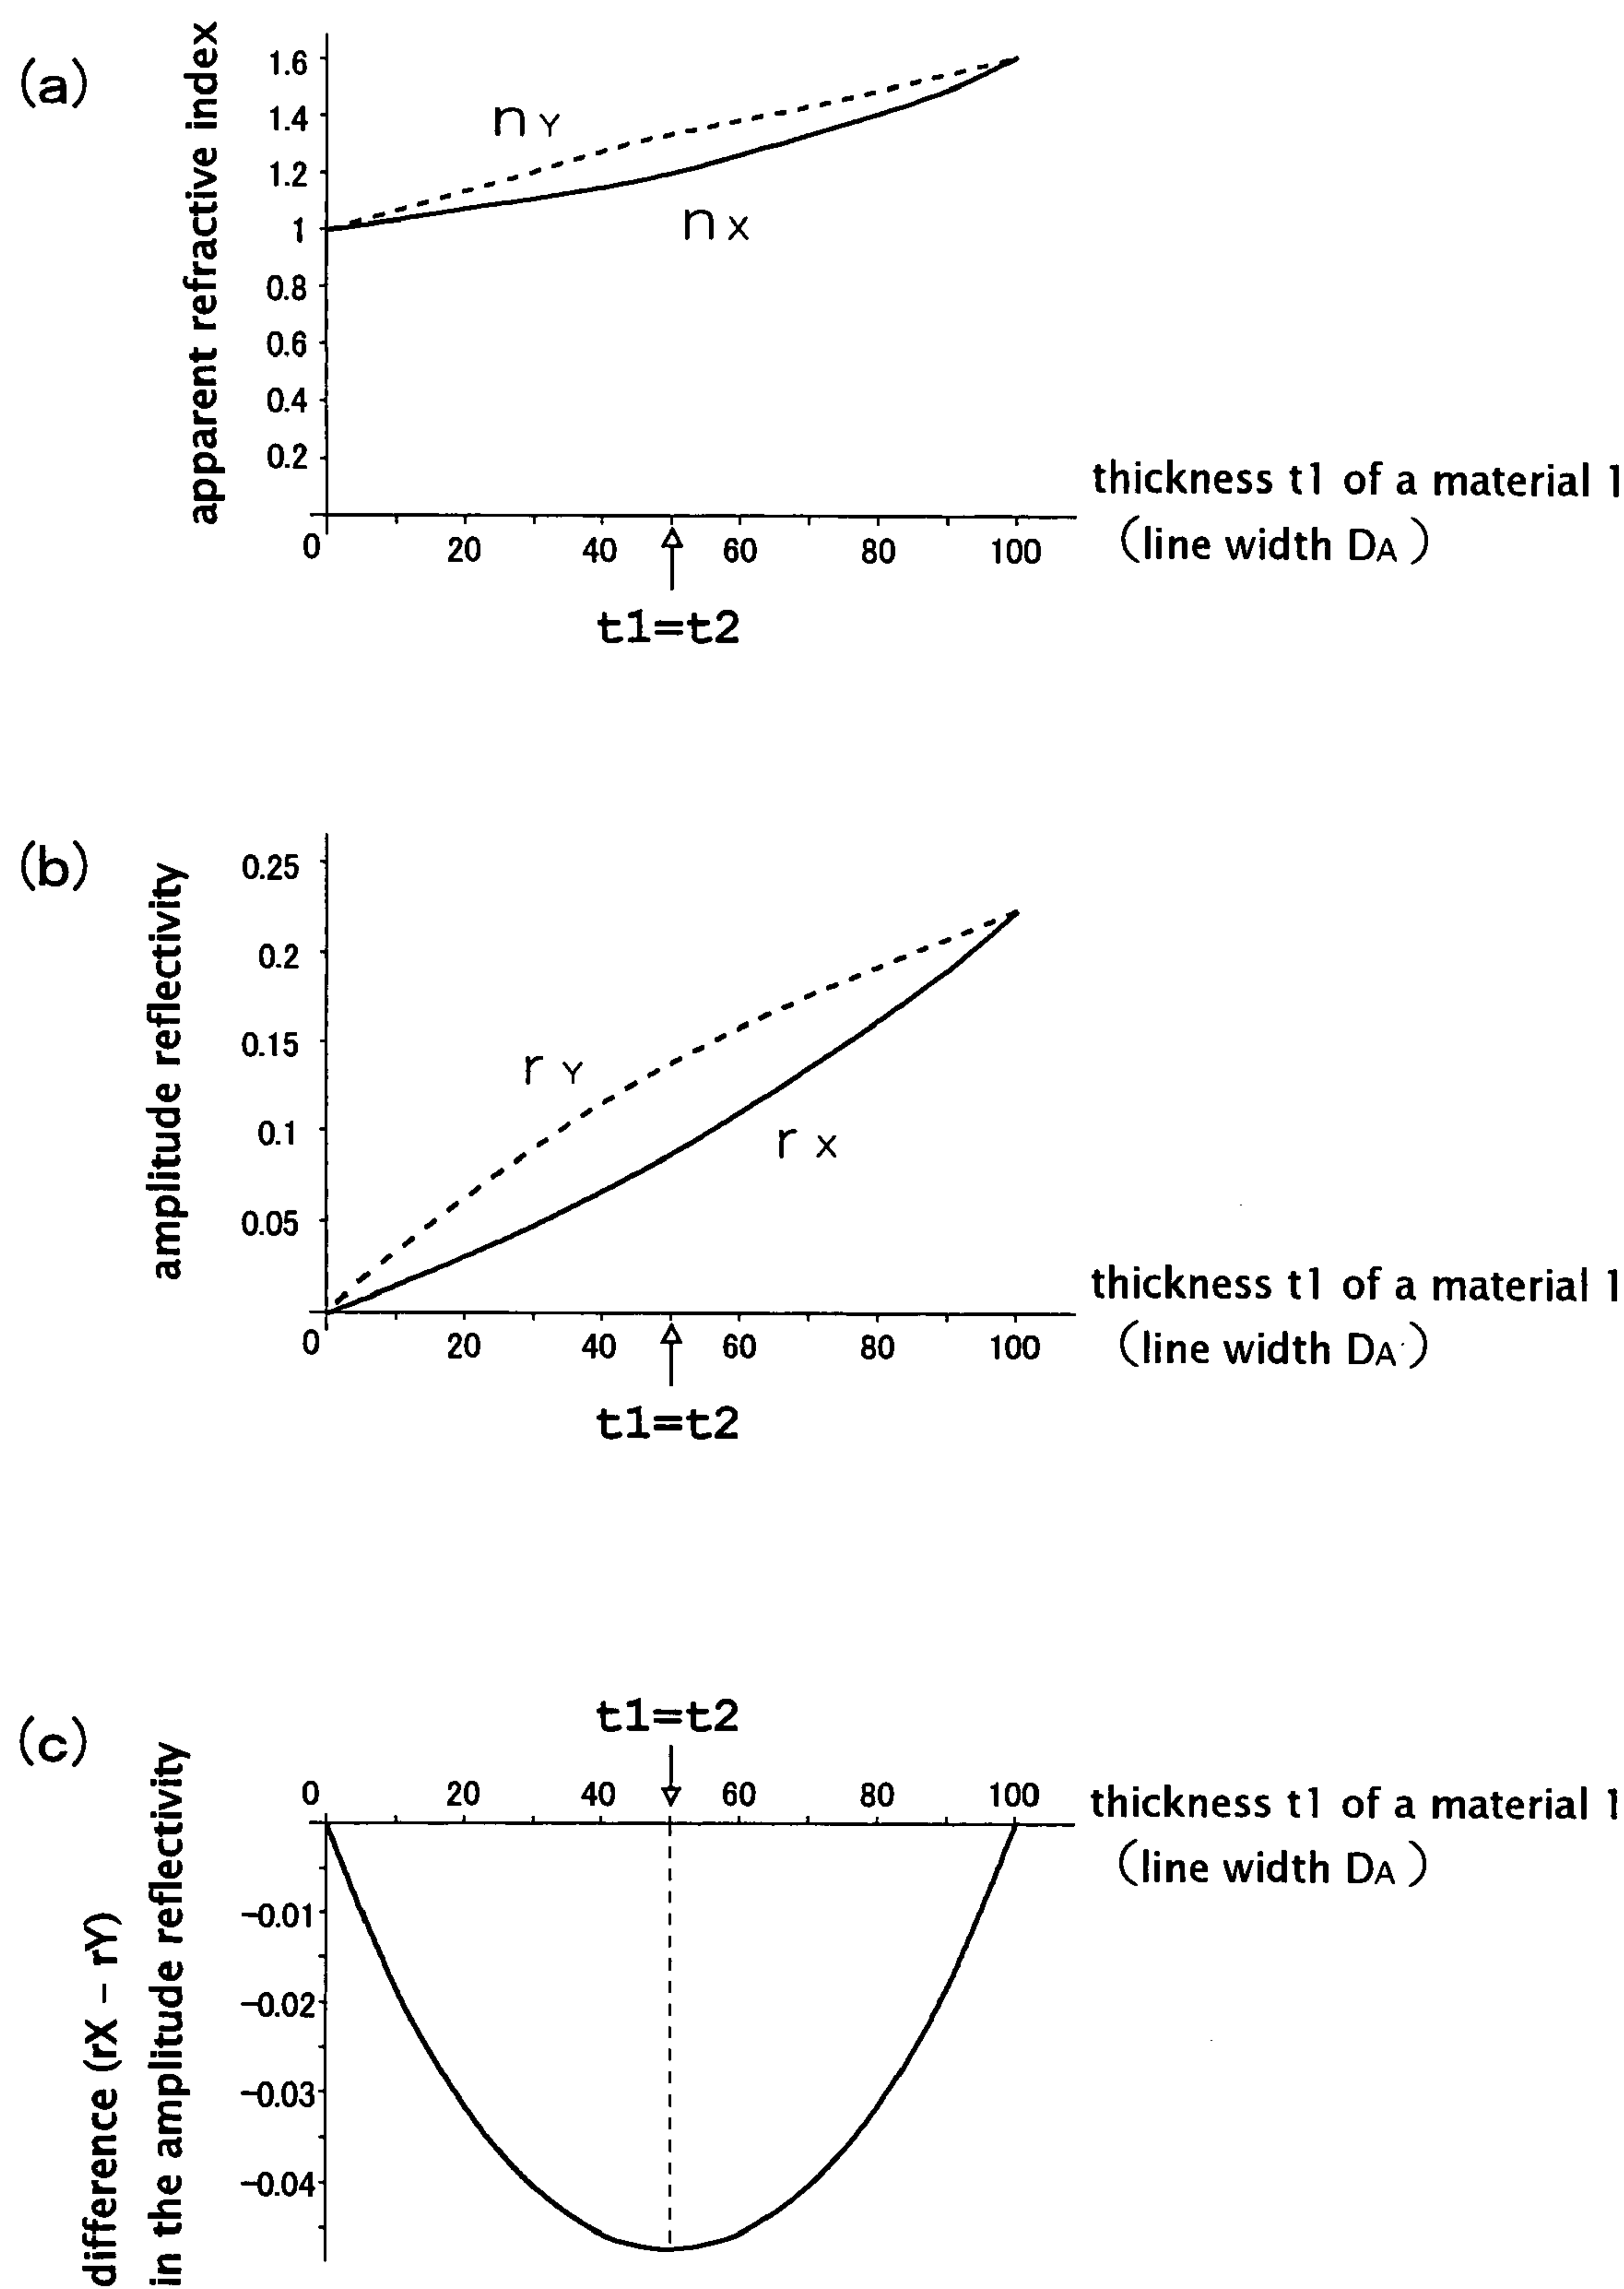 (a)
apparent refractive index
1.6
1.4
1.2
1
0.8
0.6
0.4
0.2
nY
nX
0 20 40 60 80 100
thickness t1 of a material 1
(line width DA)
t1=t2
(b)
amplitude reflectivity
0.25
0.2
0.15
0.1
0.05
rY
rX
0 20 40 60 80 100
thickness t1 of a material 1
(line width DA)
t1=t2
(c)
difference (rX – rY)
in the amplitude reflectivity
t1=t2
0 20 40 60 80 100
thickness t1 of a material 1
(line width DA)
-0.01
-0.02
-0.03
-0.04